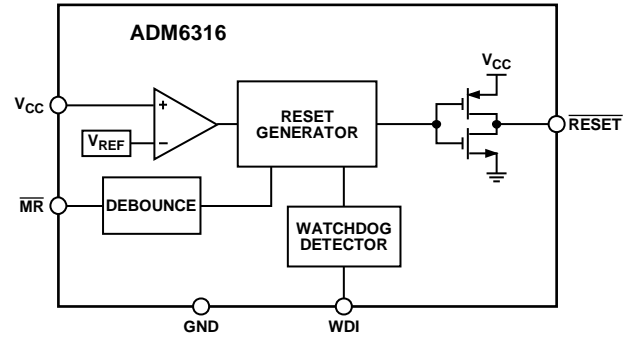 ADM6316
VCC
VCC
RESET
GENERATOR
RESET
+
VREF
−
MR
DEBOUNCE
WATCHDOG
DETECTOR
GND
WDI